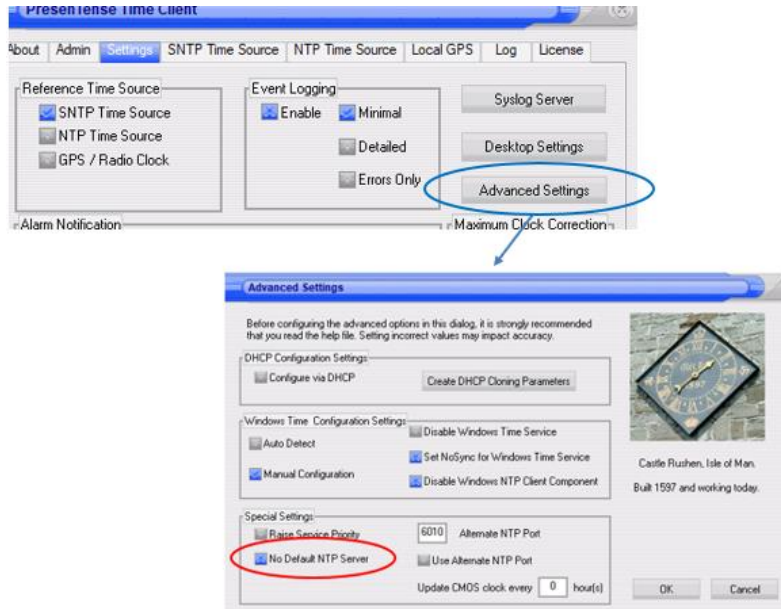 PresenTense Time Client
About Admin Settings SNTP Time Source NTP Time Source Local GPS Log License
Reference Time Source
SNTP Time Source
NTP Time Source
GPS / Radio Clock
Event Logging
Enable Minimal
Detailed
Errors Only
Syslog Server
Desktop Settings
Advanced Settings
Alarm Notification
Maximum Clock Correction
Advanced Settings
Before configuring the advanced options in this dialog, it is strongly recommended
that you read the help file. Setting incorrect values may impact accuracy.
DHCP Configuration Settings
Configure via DHCP
Create DHCP Cloning Parameters
Windows Time Configuration Settings
Auto Detect
Manual Configuration
Disable Windows Time Service
Set NoSync for Windows Time Service
Disable Windows NTP Client Component
Special Settings
Raise Service Priority
No Default NTP Server
6010 Alternate NTP Port
Use Alternate NTP Port
Update CMOS clock every 0 hour(s)
Castle Rushen, Isle of Man.
Built 1597 and working today.
OK Cancel